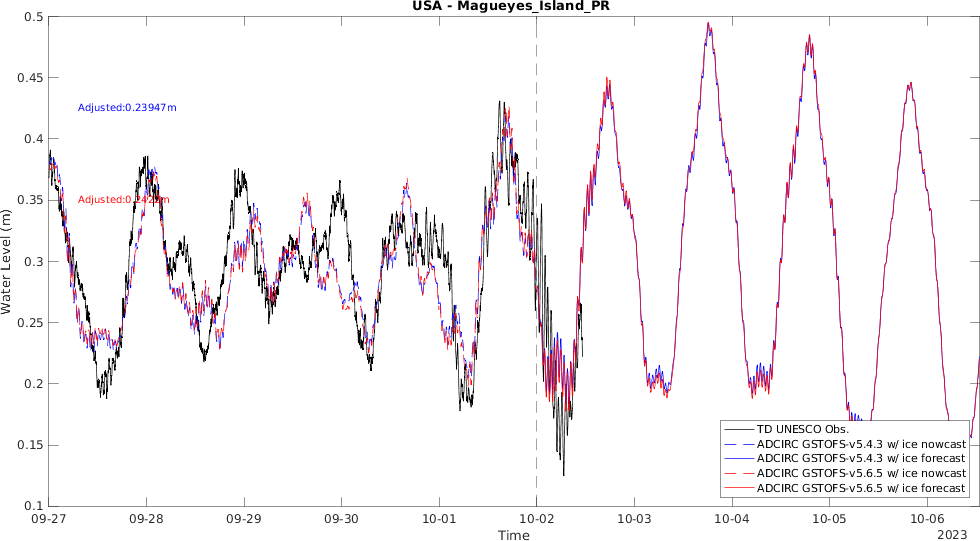 USA - Magueyes_Island_PR
0.5
0.45
0.4
0.35
0.3
0.25
0.2
0.15
0.1
Water Level (m)
Adjusted:0.23947m
TD UNESCO Obs.
ADCIRC GSTOFS-v5.4.3 w/ ice nowcast
ADCIRC GSTOFS-v5.4.3 w/ ice forecast
ADCIRC GSTOFS-v5.6.5 w/ ice nowcast
ADCIRC GSTOFS-v5.6.5 w/ ice forecast
09-27
09-28
09-29
09-30
10-01
10-02
10-03
10-04
10-05
10-06
Time
2023